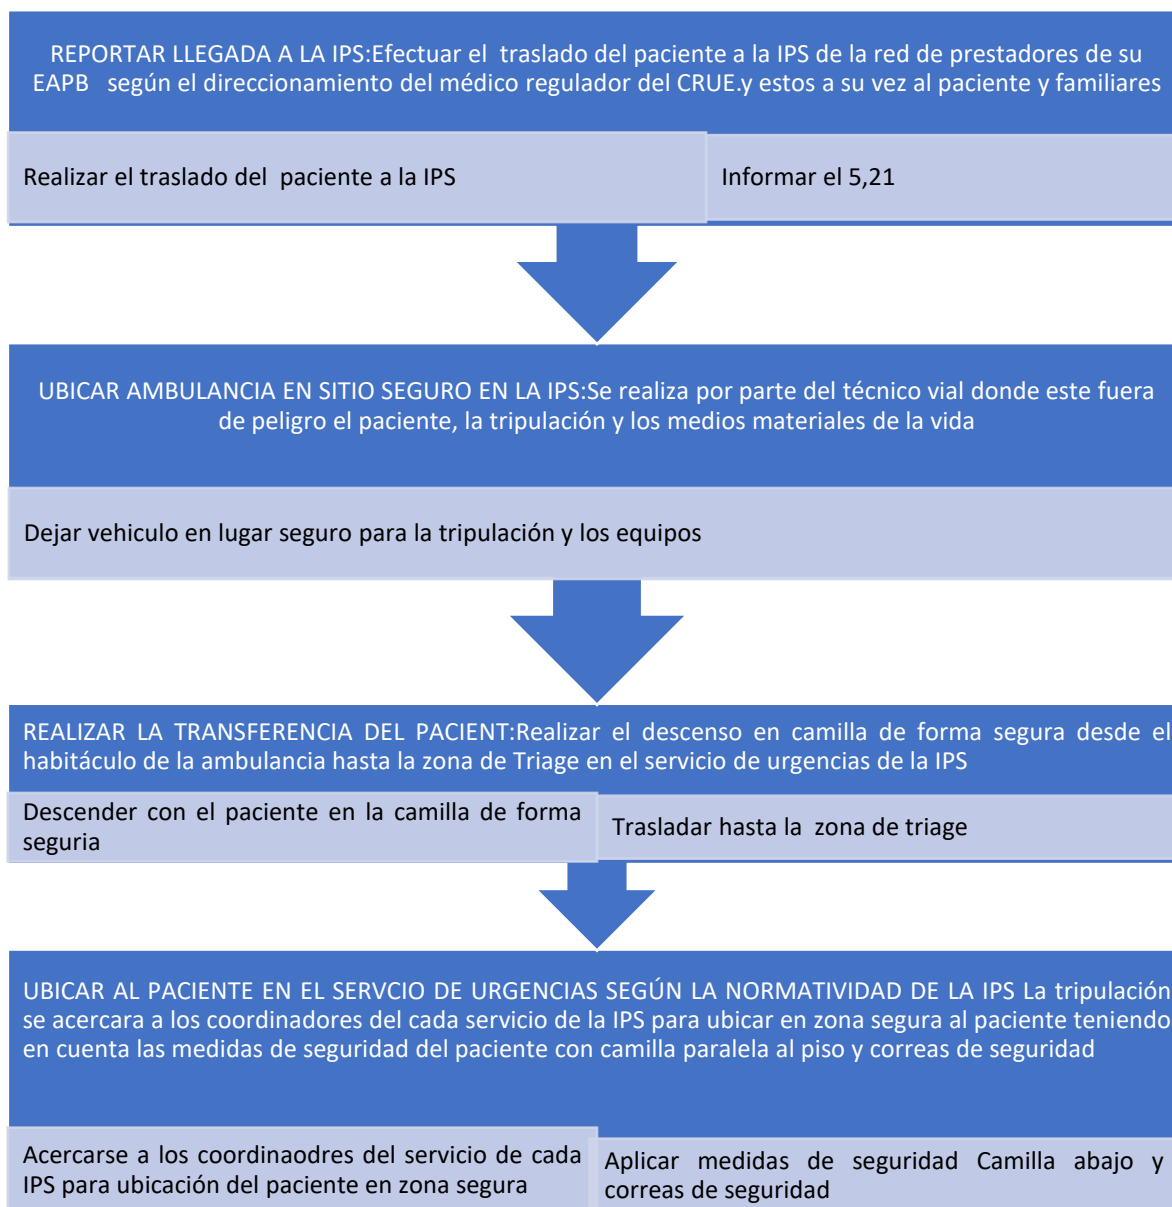 REPORTAR LLEGADA A LA IPS:Efectuar el traslado del paciente a la IPS de la red de prestadores de su
EAPB según el direccionamiento del médico regulador del CRUE.y estos a su vez al paciente y familiares
Realizar el traslado del paciente a la IPS
Informar el 5,21
UBICAR AMBULANCIA EN SITIO SEGURO EN LA IPS:Se realiza por parte del técnico vial donde este fuera
de peligro el paciente, la tripulación y los medios materiales de la vida
Dejar vehiculo en lugar seguro para la tripulación y los equipos
REALIZAR LA TRANSFERENCIA DEL PACIENT:Realizar el descenso en camilla de forma segura desde el
habitáculo de la ambulancia hasta la zona de Triage en el servicio de urgencias de la IPS
Descender con el paciente en la camilla de forma
seguria
Trasladar hasta la zona de triage
UBICAR AL PACIENTE EN EL SERVCIO DE URGENCIAS SEGÚN LA NORMATIVIDAD DE LA IPS La tripulación
se acercara a los coordinadores del cada servicio de la IPS para ubicar en zona segura al paciente teniendo
en cuenta las medidas de seguridad del paciente con camilla paralela al piso y correas de seguridad
Acercarse a los coordinaodres del servicio de cada
IPS para ubicación del paciente en zona segura
Aplicar medidas de seguridad Camilla abajo y
correas de seguridad